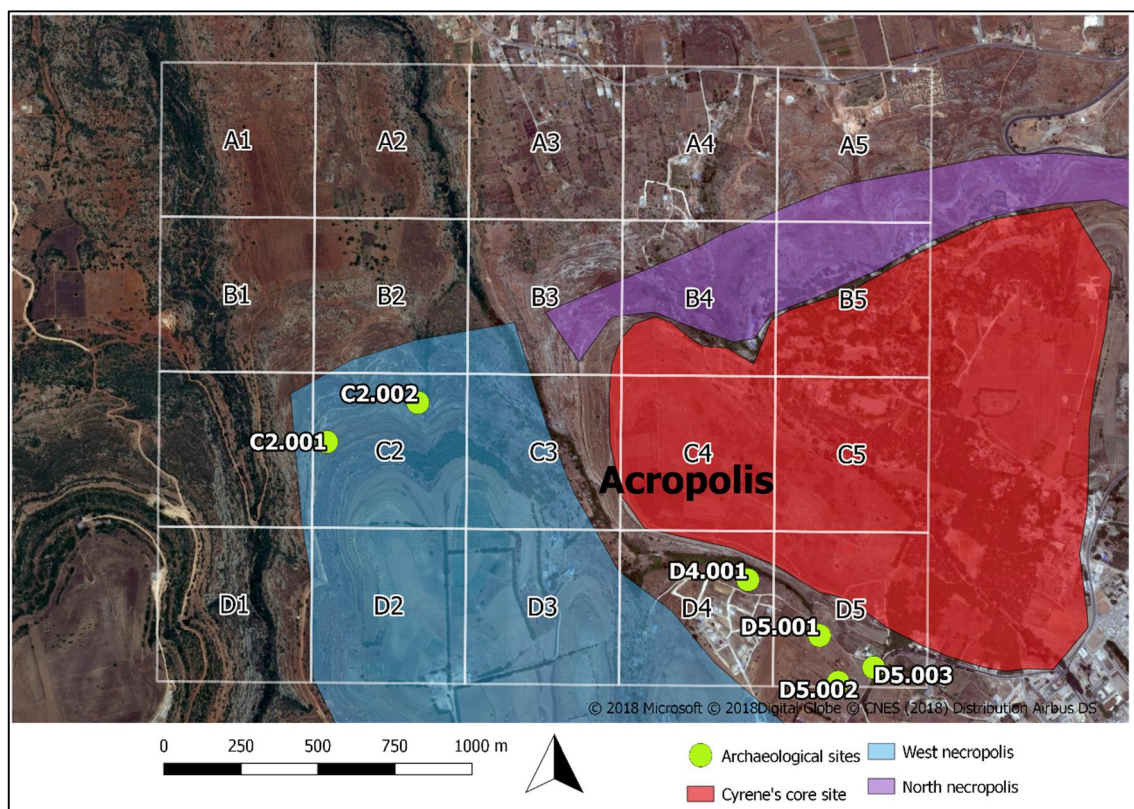 A1 A2 A3 A4 A5
B1 B2 B3 B4 B5
C2.002
C2.001 C2 C3 C4 C5
Acropolis
D4.001
D1 D2 D3 D4 D5
D5.001
D5.003
D5.002
© 2018 Microsoft © 2018Digital Globe © CNES (2018) Distribution Airbus DS
0 250 500 750 1000 m
Archaeological sites
West necropolis
Cyrene's core site
North necropolis